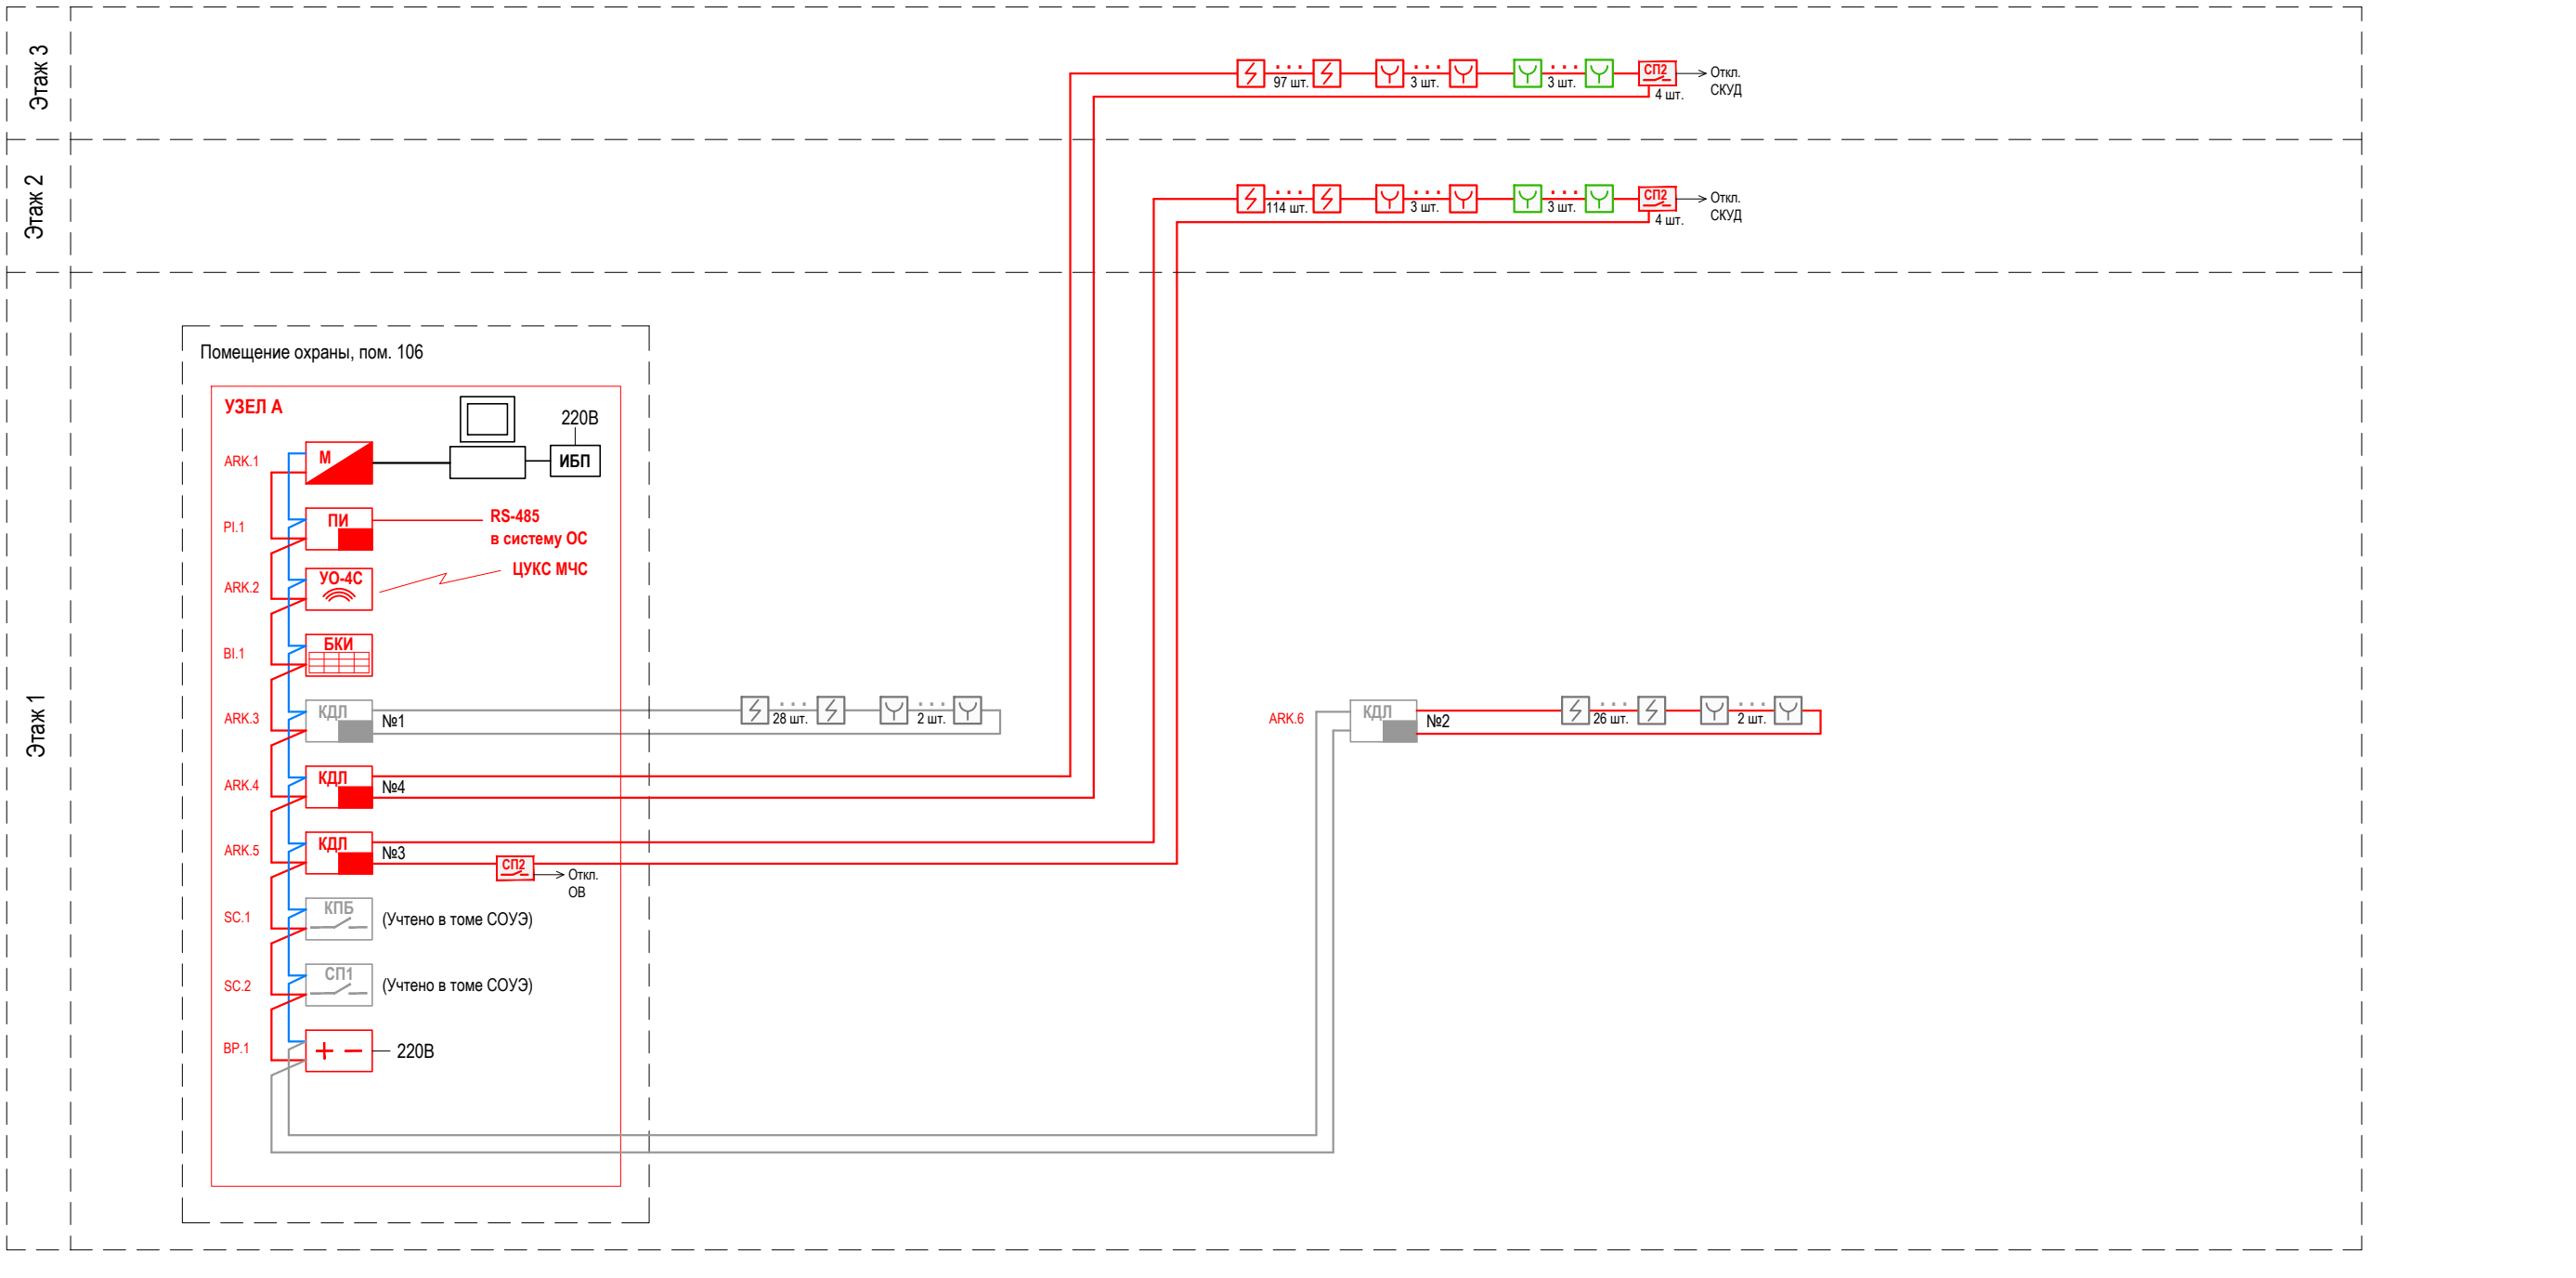 Этаж 3
97 шт.
3 шт.
3 шт.
СП2
4 шт.
Откл.
СКУД
Этаж 2
114 шт.
3 шт.
3 шт.
СП2
4 шт.
Откл.
СКУД
Этаж 1
Помещение охраны, пом. 106
УЗЕЛ А
ARK.1
М
220В
ИБП
PI.1
ПИ
RS-485
в систему ОС
ARK.2
УО-4С
ЦУКС МЧС
BI.1
БКИ
ARK.3
КДЛ
№1
28 шт.
2 шт.
ARK.6
КДЛ
№2
26 шт.
2 шт.
ARK.4
КДЛ
№4
ARK.5
КДЛ
№3
СП2
Откл.
ОВ
SC.1
КПБ
(Учтено в томе СОУЭ)
SC.2
СП1
(Учтено в томе СОУЭ)
BP.1
+ −
220В